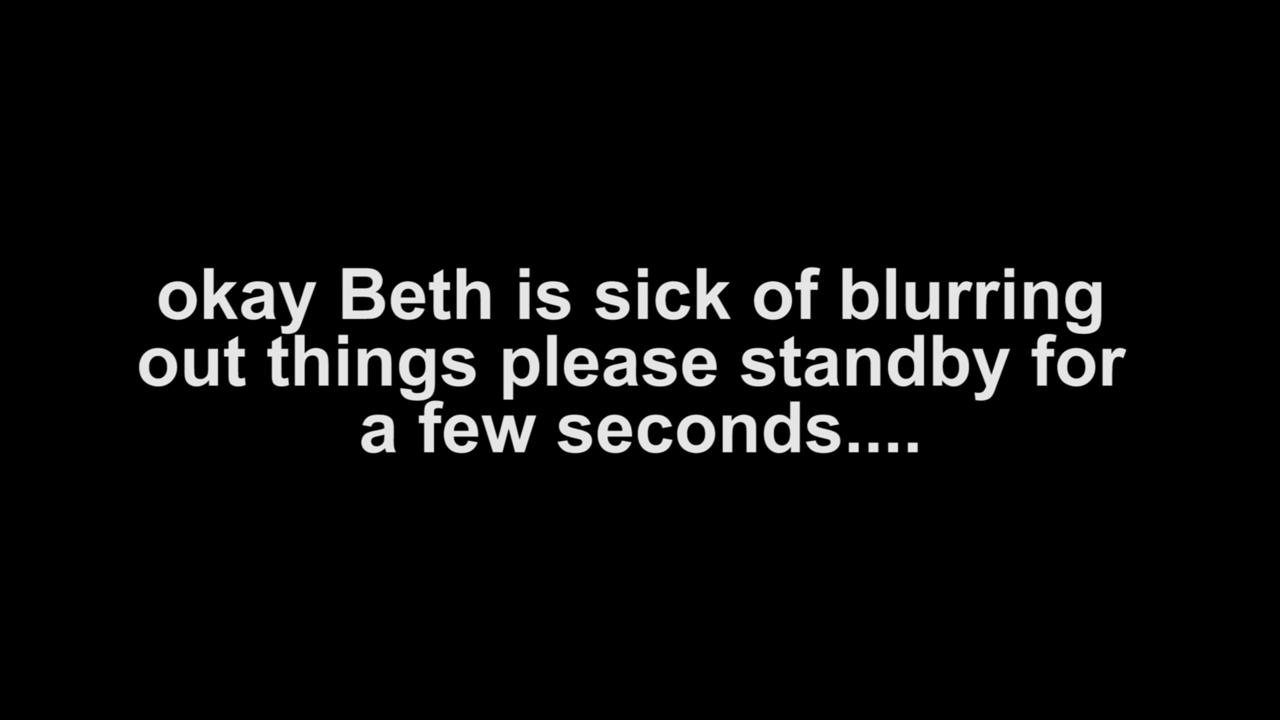 okay Beth is sick of blurring
out things please standby for
a few seconds....